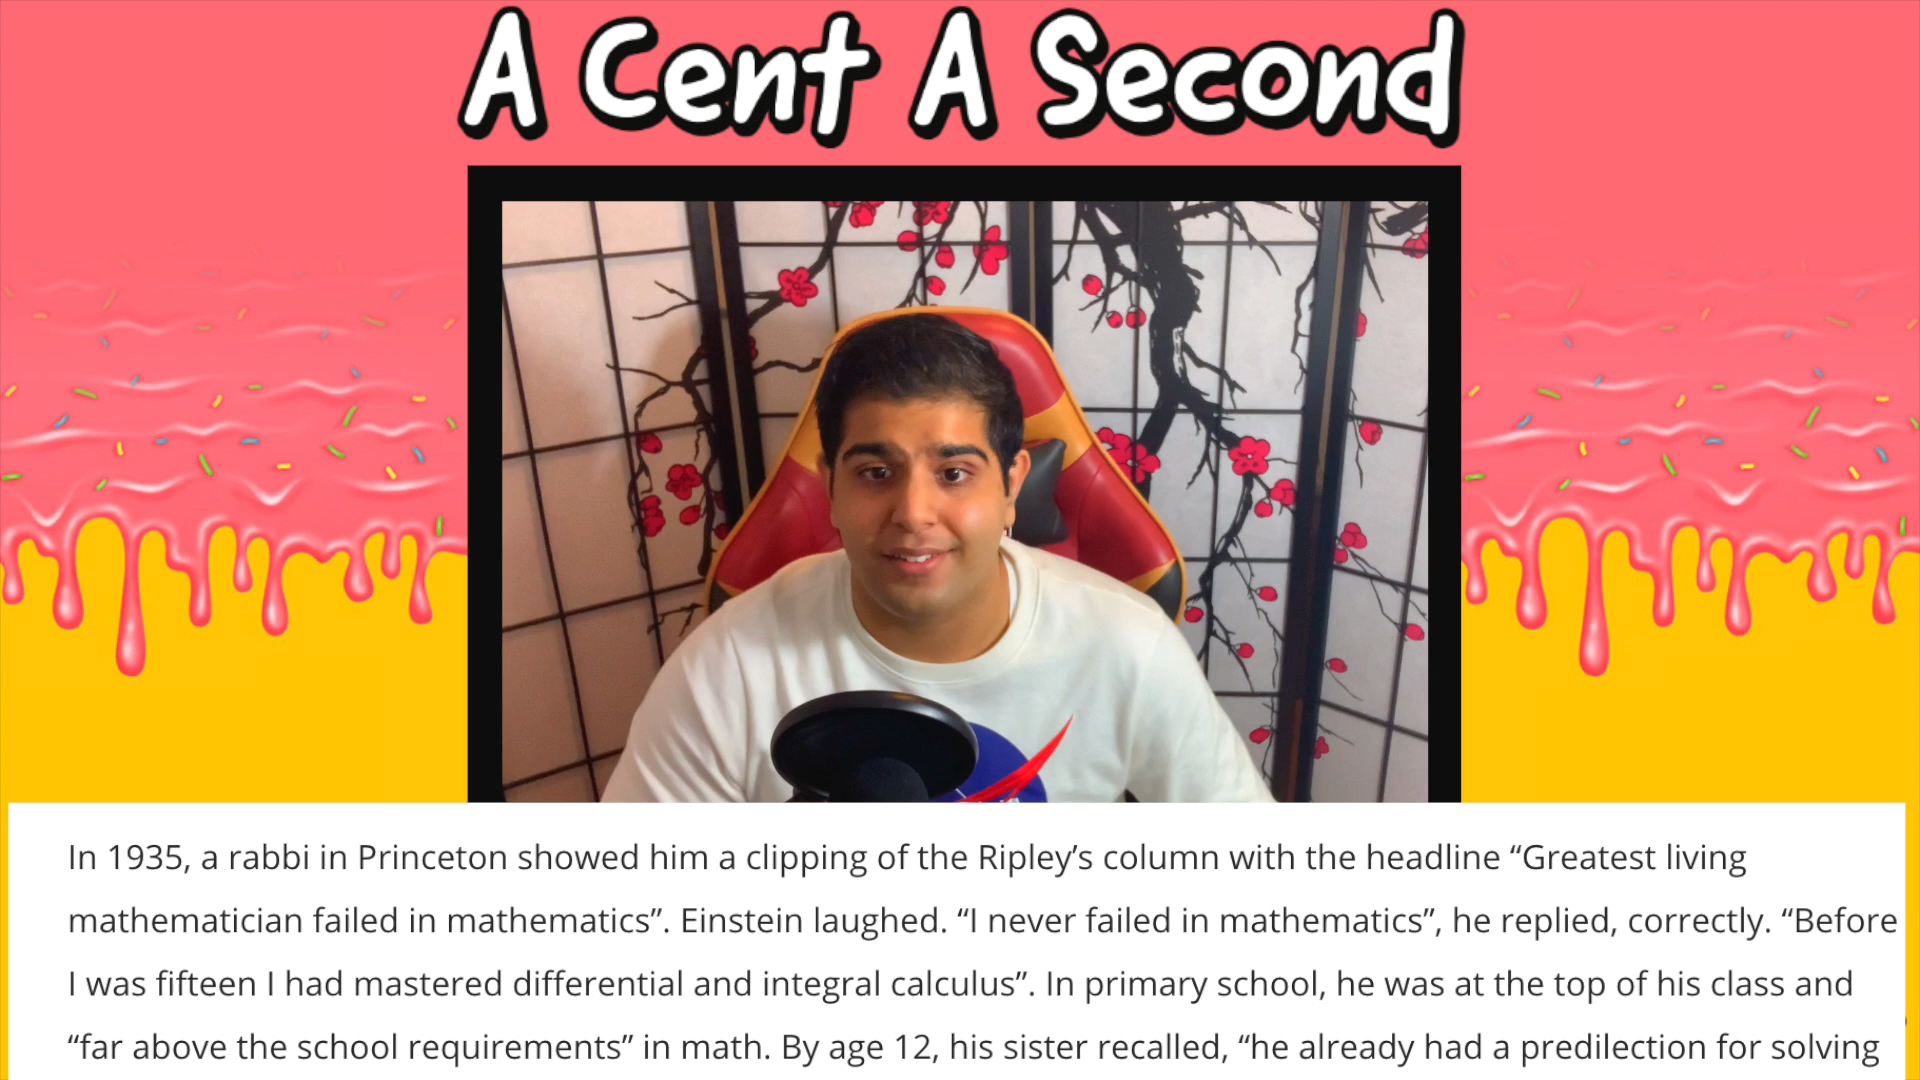 A Cent A Second
In 1935, a rabbi in Princeton showed him a clipping of the Ripley’s column with the headline “Greatest living
mathematician failed in mathematics”. Einstein laughed. “I never failed in mathematics”, he replied, correctly. “Before
I was fifteen I had mastered differential and integral calculus”. In primary school, he was at the top of his class and
“far above the school requirements” in math. By age 12, his sister recalled, “he already had a predilection for solving